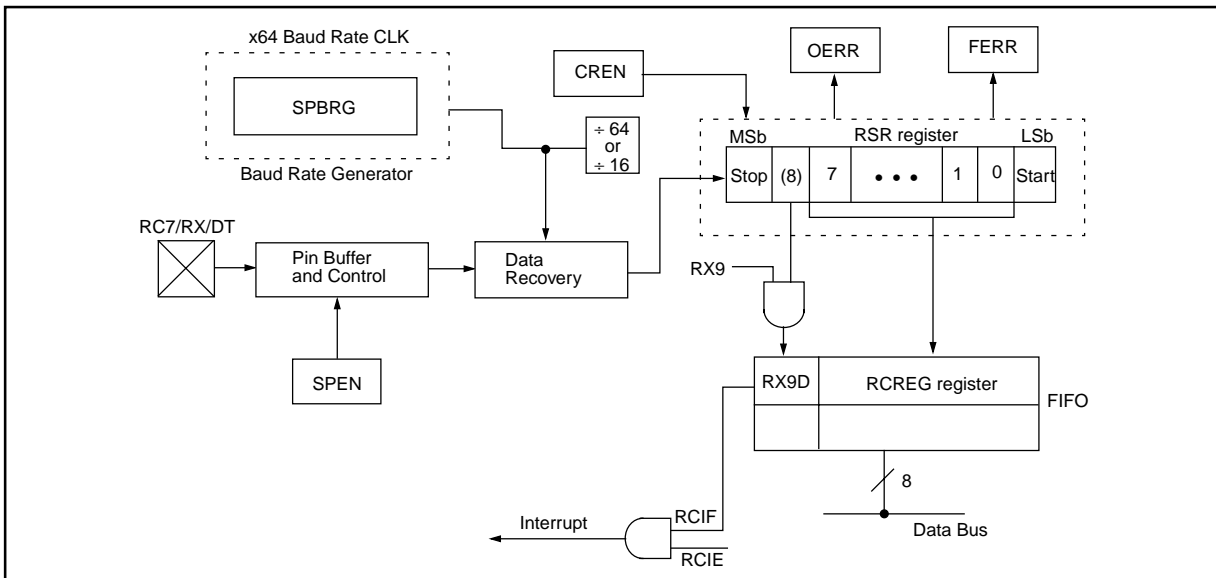 x64 Baud Rate CLK
SPBRG
Baud Rate Generator
CREN
OERR
FERR
÷ 64
or
÷ 16
MSb
RSR register
LSb
Stop
(8)
7
• • •
1
0
Start
RC7/RX/DT
Pin Buffer
and Control
Data
Recovery
RX9
SPEN
RX9D
RCREG register
FIFO
8
Data Bus
Interrupt
RCIF
RCIE